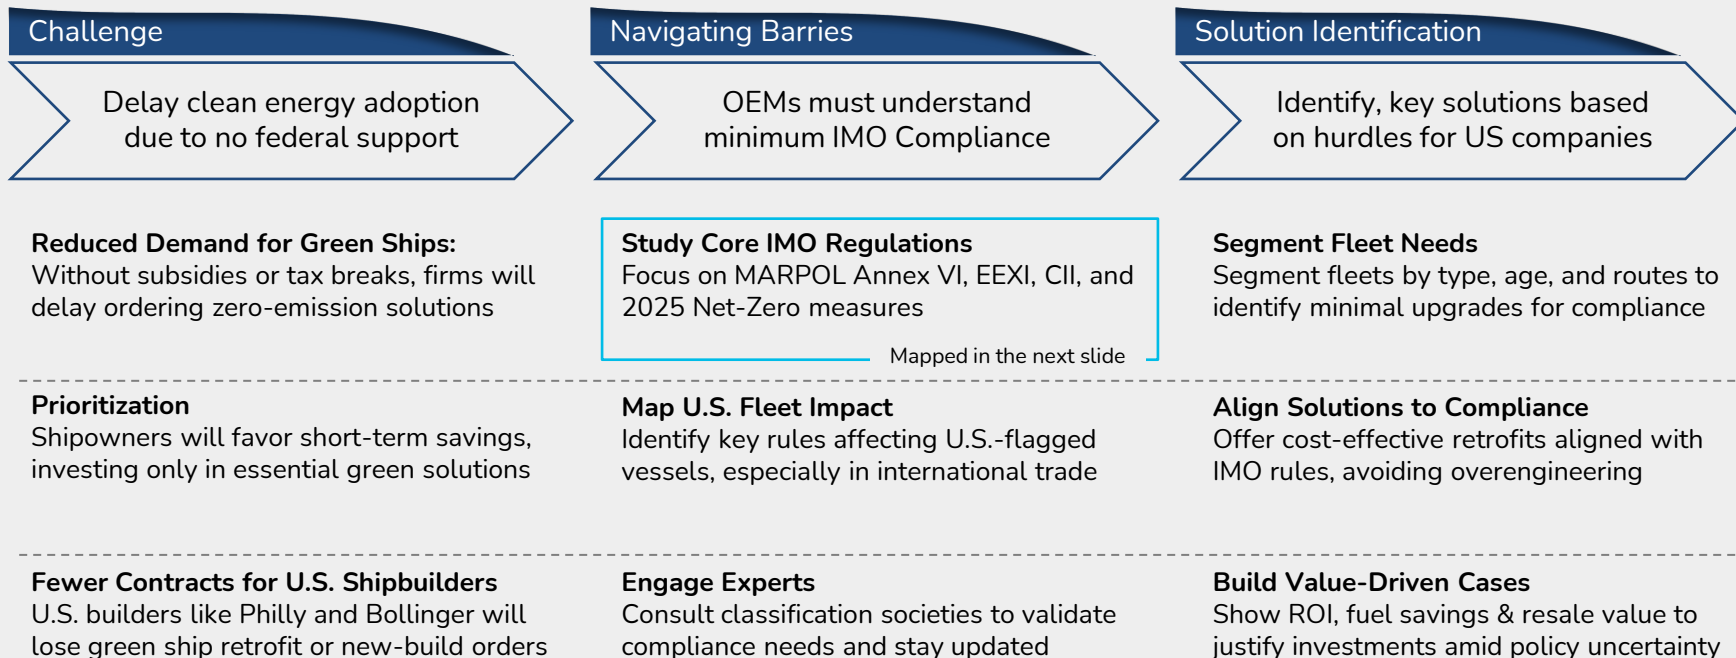 Challenge
Delay clean energy adoption
due to no federal support
Navigating Barries
OEMs must understand
minimum IMO Compliance
Solution Identification
Identify, key solutions based
on hurdles for US companies
Reduced Demand for Green Ships:
Without subsidies or tax breaks, firms will
delay ordering zero-emission solutions
Study Core IMO Regulations
Focus on MARPOL Annex VI, EEXI, CII, and
2025 Net-Zero measures
Mapped in the next slide
Segment Fleet Needs
Segment fleets by type, age, and routes to
identify minimal upgrades for compliance
Prioritization
Shipowners will favor short-term savings,
investing only in essential green solutions
Map U.S. Fleet Impact
Identify key rules affecting U.S.-flagged
vessels, especially in international trade
Align Solutions to Compliance
Offer cost-effective retrofits aligned with
IMO rules, avoiding overengineering
Fewer Contracts for U.S. Shipbuilders
U.S. builders like Philly and Bollinger will
lose green ship retrofit or new-build orders
Engage Experts
Consult classification societies to validate
compliance needs and stay updated
Build Value-Driven Cases
Show ROI, fuel savings & resale value to
justify investments amid policy uncertainty